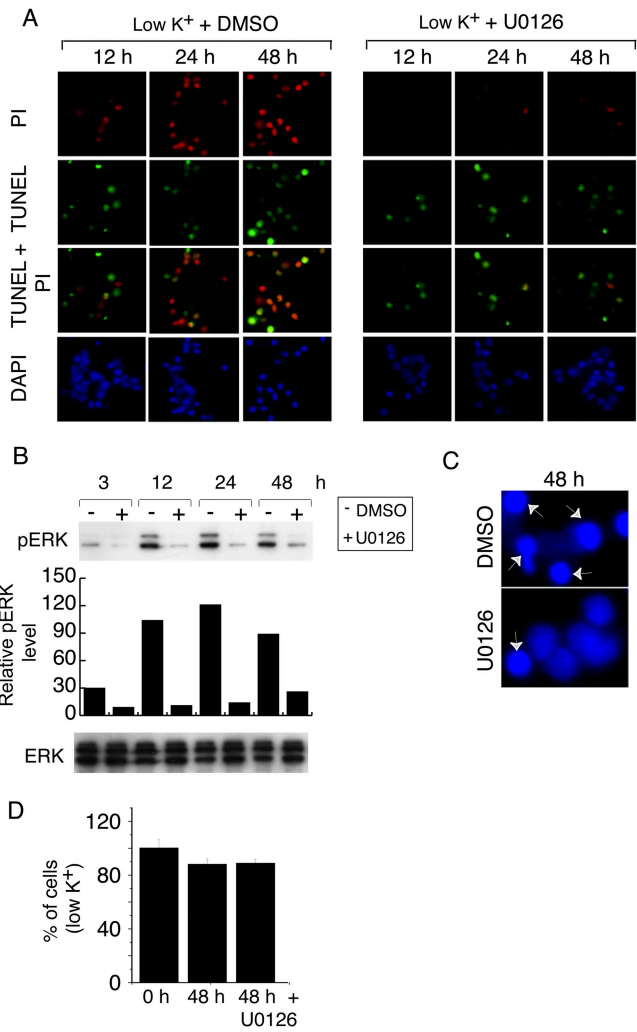 A
Low K+ + DMSO
Low K+ + U0126
12 h 24 h 48 h
12 h 24 h 48 h
PI
TUNEL
TUNEL +
PI
DAPI
B
3 12 24 48 h
- + - + - + - +
- DMSO
+ U0126
pERK
Relative pERK
level
150
120
90
60
30
0
ERK
C
48 h
DMSO
U0126
D
% of cells
(low K+)
120
80
40
0
0 h 48 h 48 h +
U0126